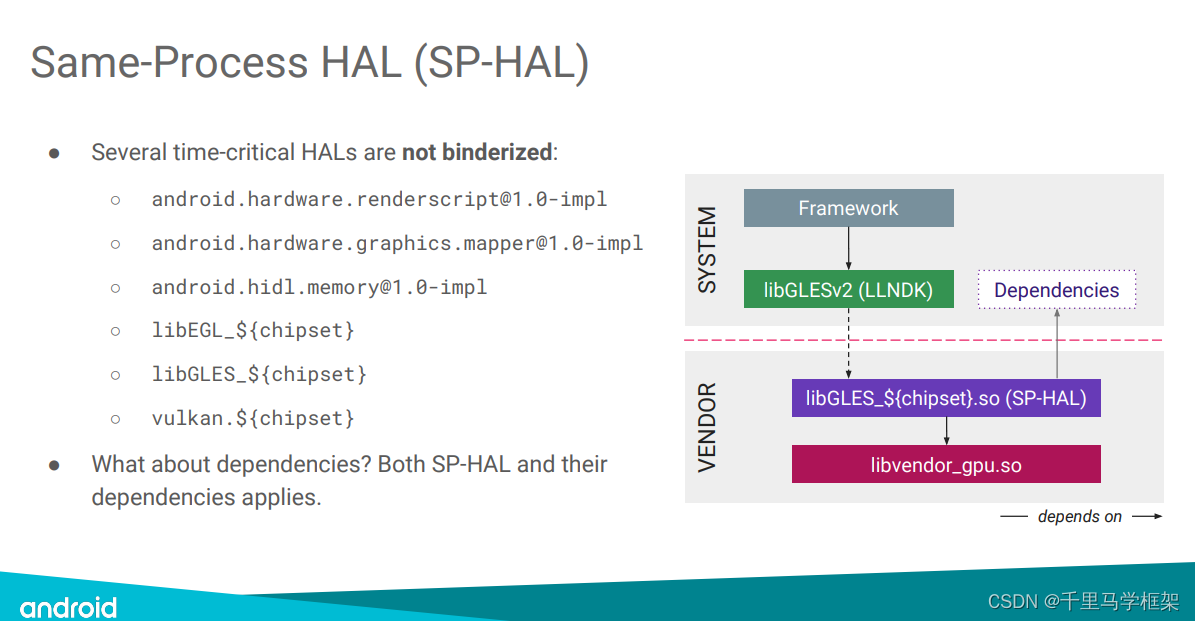 Same-Process HAL (SP-HAL)
● Several time-critical HALs are not binderized:
○ android.hardware.renderscript@1.0-impl
○ android.hardware.graphics.mapper@1.0-impl
○ android.hidl.memory@1.0-impl
○ libEGL_${chipset}
○ libGLES_${chipset}
○ vulkan.${chipset}
● What about dependencies? Both SP-HAL and their
dependencies applies.
SYSTEM
Framework
libGLESv2 (LLNDK)
Dependencies
VENDOR
libGLES_${chipset}.so (SP-HAL)
libvendor_gpu.so
depends on
android
CSDN @千里马学框架